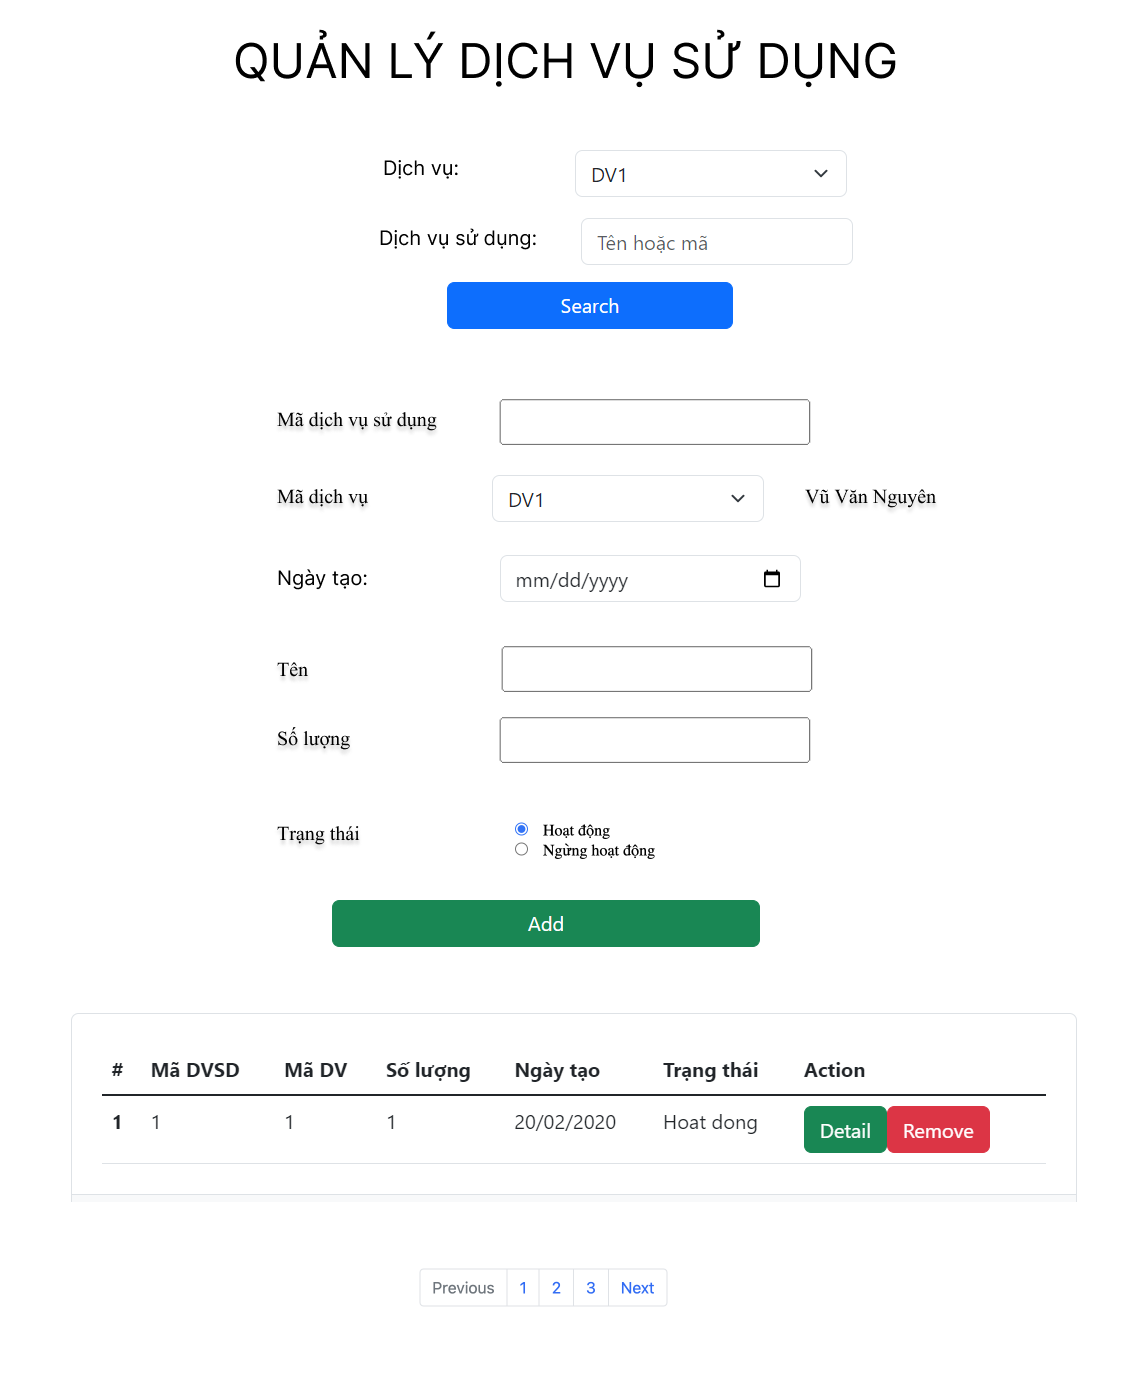 QUẢN LÝ DỊCH VỤ SỬ DỤNG
Dịch vụ: DV1
Dịch vụ sử dụng: Tên hoặc mã
Search
Mã dịch vụ sử dụng
Mã dịch vụ DV1 Vũ Văn Nguyên
Ngày tạo: mm/dd/yyyy
Tên
Số lượng
Trạng thái Hoạt động
Ngừng hoạt động
Add
# Mã DVSD Mã DV Số lượng Ngày tạo Trạng thái Action
1 1 1 1 20/02/2020 Hoat dong Detail Remove
Previous 1 2 3 Next